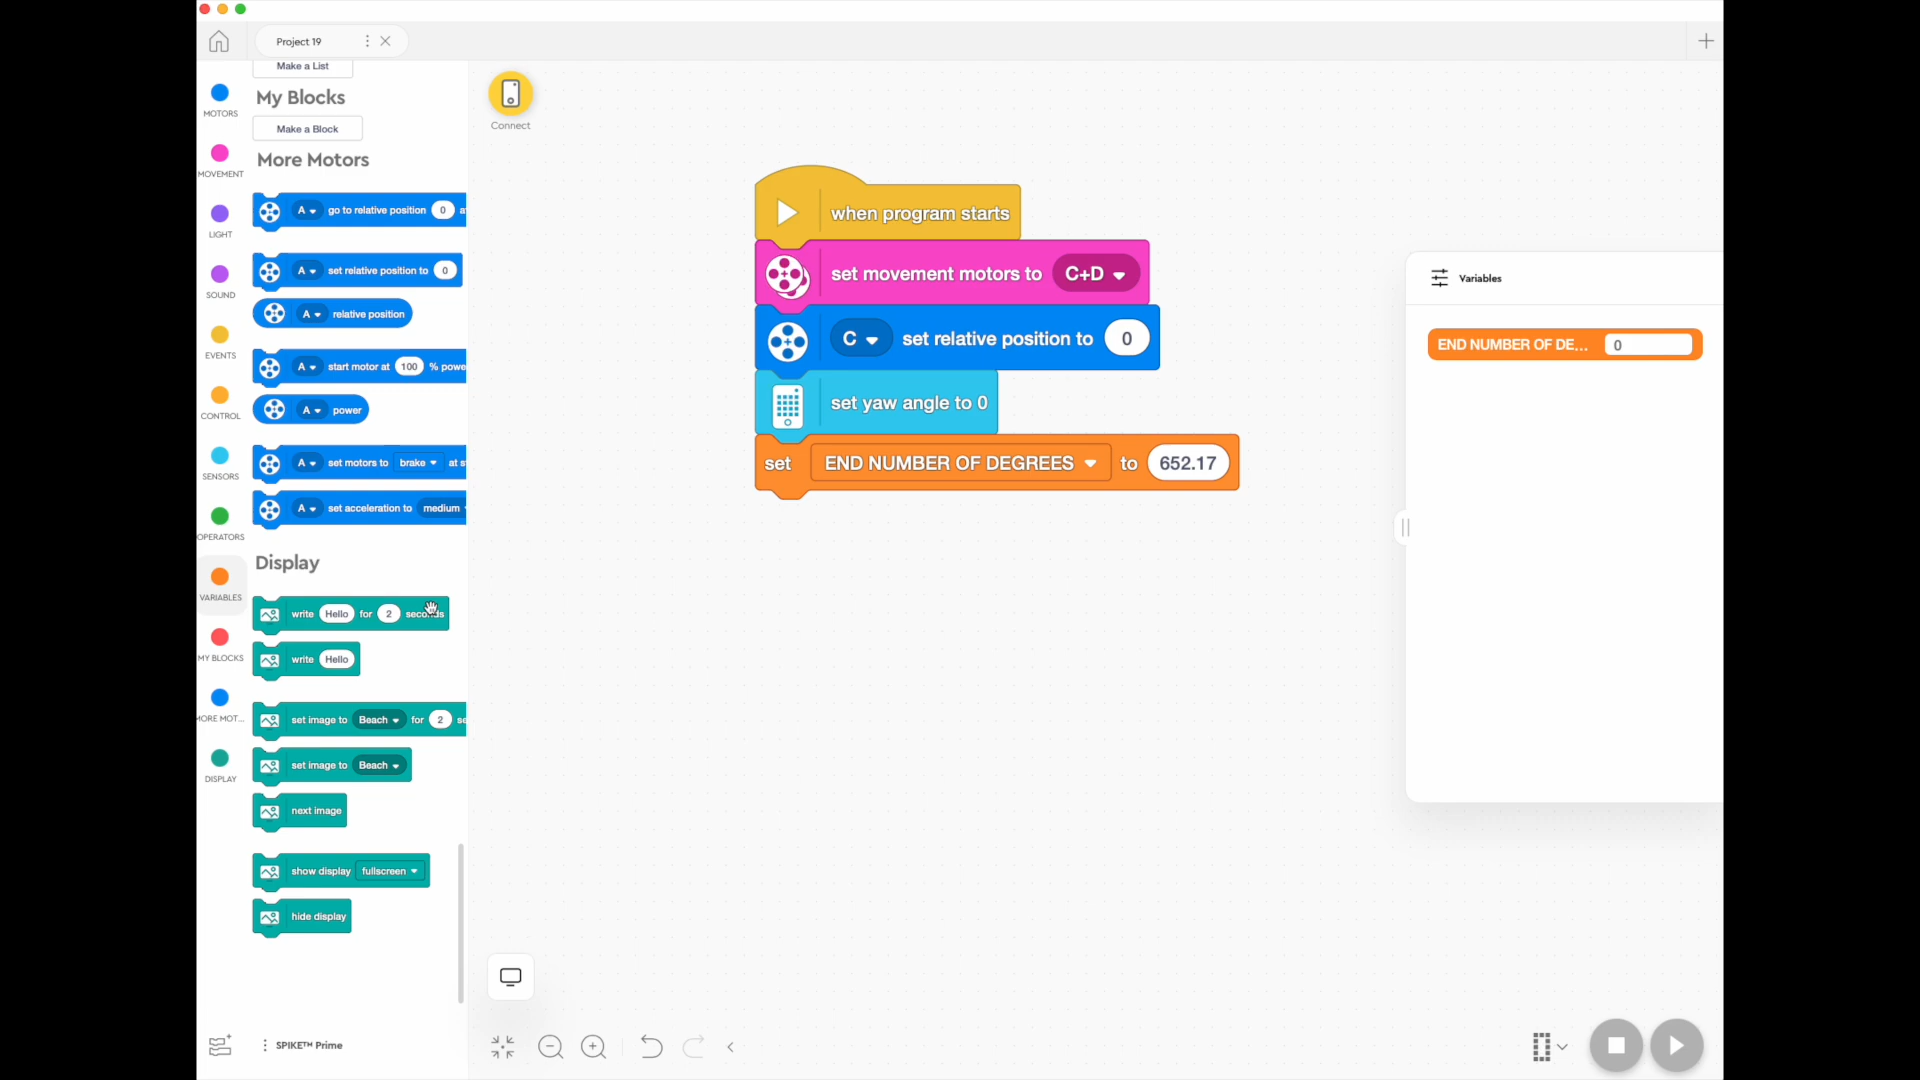 Project 19
Make a List
My Blocks
Make a Block
More Motors
A go to relative position 0
A set relative position to 0
A relative position
A start motor at 100 % powe
A power
A set motors to brake at s
A set acceleration to medium
Display
write Hello for 2 seconds
write Hello
set image to Beach for 2 se
set image to Beach
next image
show display fullscreen
hide display
MOTORS
MOVEMENT
LIGHT
SOUND
EVENTS
CONTROL
SENSORS
OPERATORS
VARIABLES
MY BLOCKS
MORE MOT...
DISPLAY
SPIKE™ Prime
Connect
when program starts
set movement motors to C+D
C set relative position to 0
set yaw angle to 0
set END NUMBER OF DEGREES to 652.17
Variables
END NUMBER OF DE... 0